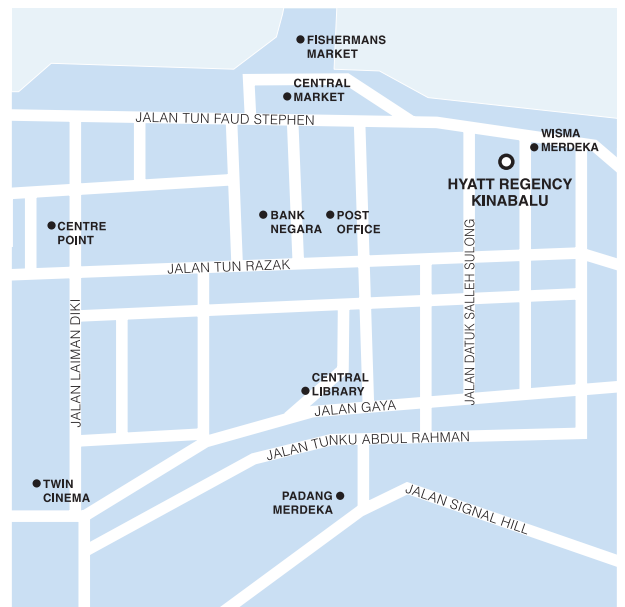 FISHERMANS
MARKET
CENTRAL
MARKET
JALAN TUN FAUD STEPHEN
WISMA
MERDEKA
HYATT REGENCY
KINABALU
CENTRE
POINT
BANK
NEGARA
POST
OFFICE
JALAN TUN RAZAK
JALAN DATUK SALLEH SULONG
JALAN LAIMAN DIKI
CENTRAL
LIBRARY
JALAN GAYA
JALAN TUNKU ABDUL RAHMAN
TWIN
CINEMA
PADANG
MERDEKA
JALAN SIGNAL HILL